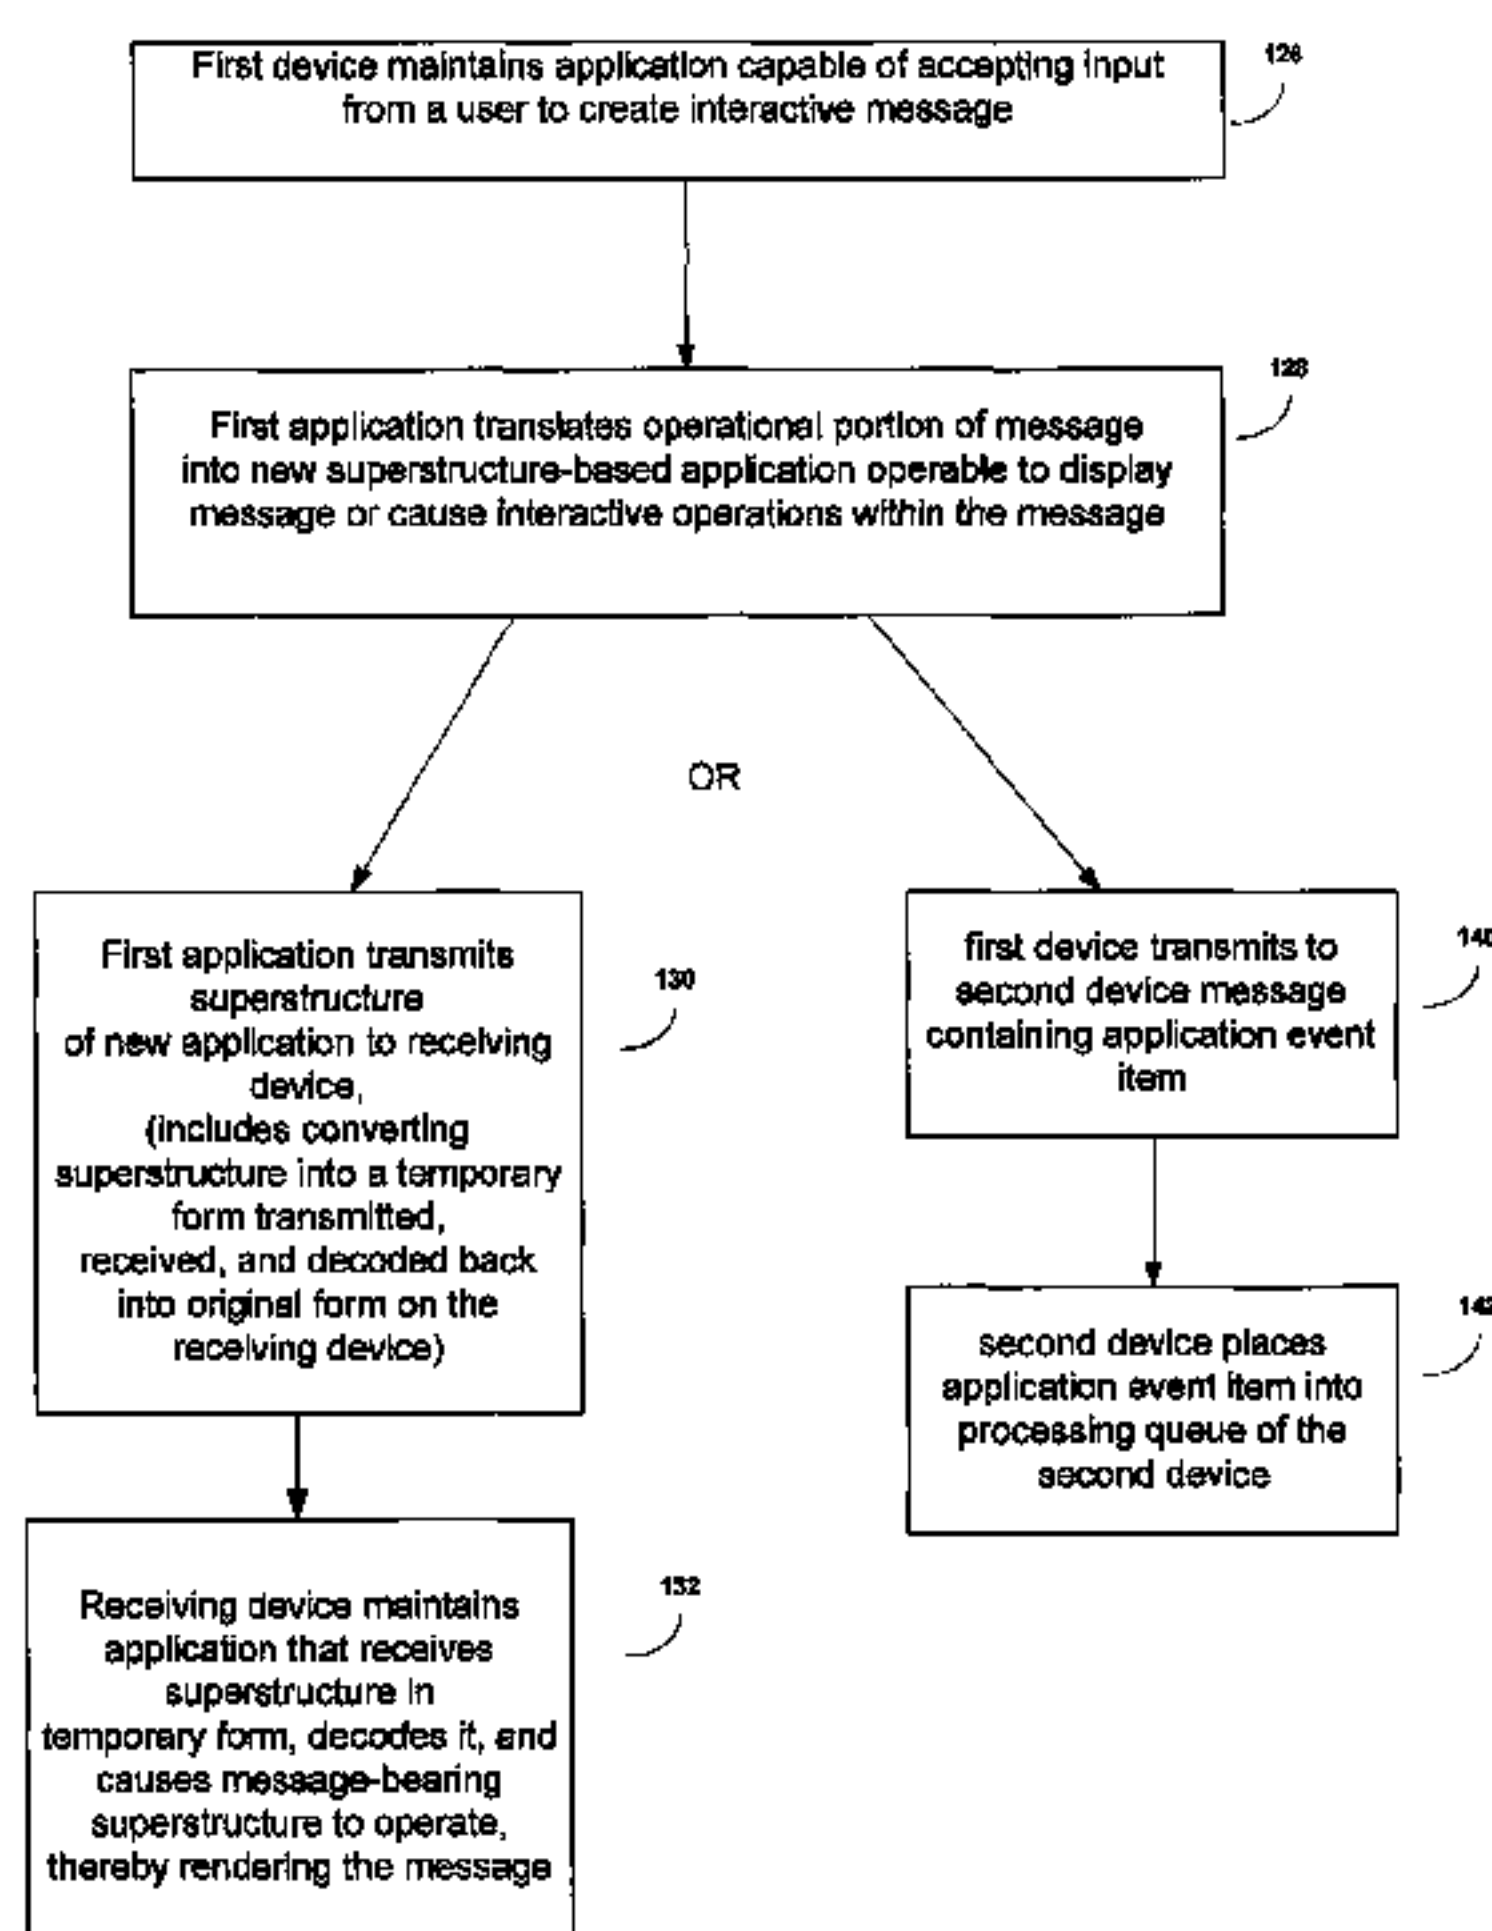 First device maintains application capable of accepting input
from a user to create interactive message
126
First application translates operational portion of message
into new superstructure-based application operable to display
message or cause interactive operations within the message
128
OR
First application transmits
superstructure
of new application to receiving
device,
(includes converting
superstructure into a temporary
form transmitted,
received, and decoded back
into original form on the
receiving device)
130
first device transmits to
second device message
containing application event
item
140
second device places
application event item into
processing queue of the
second device
142
Receiving device maintains
application that receives
superstructure in
temporary form, decodes it, and
causes message-bearing
superstructure to operate,
thereby rendering the message
132